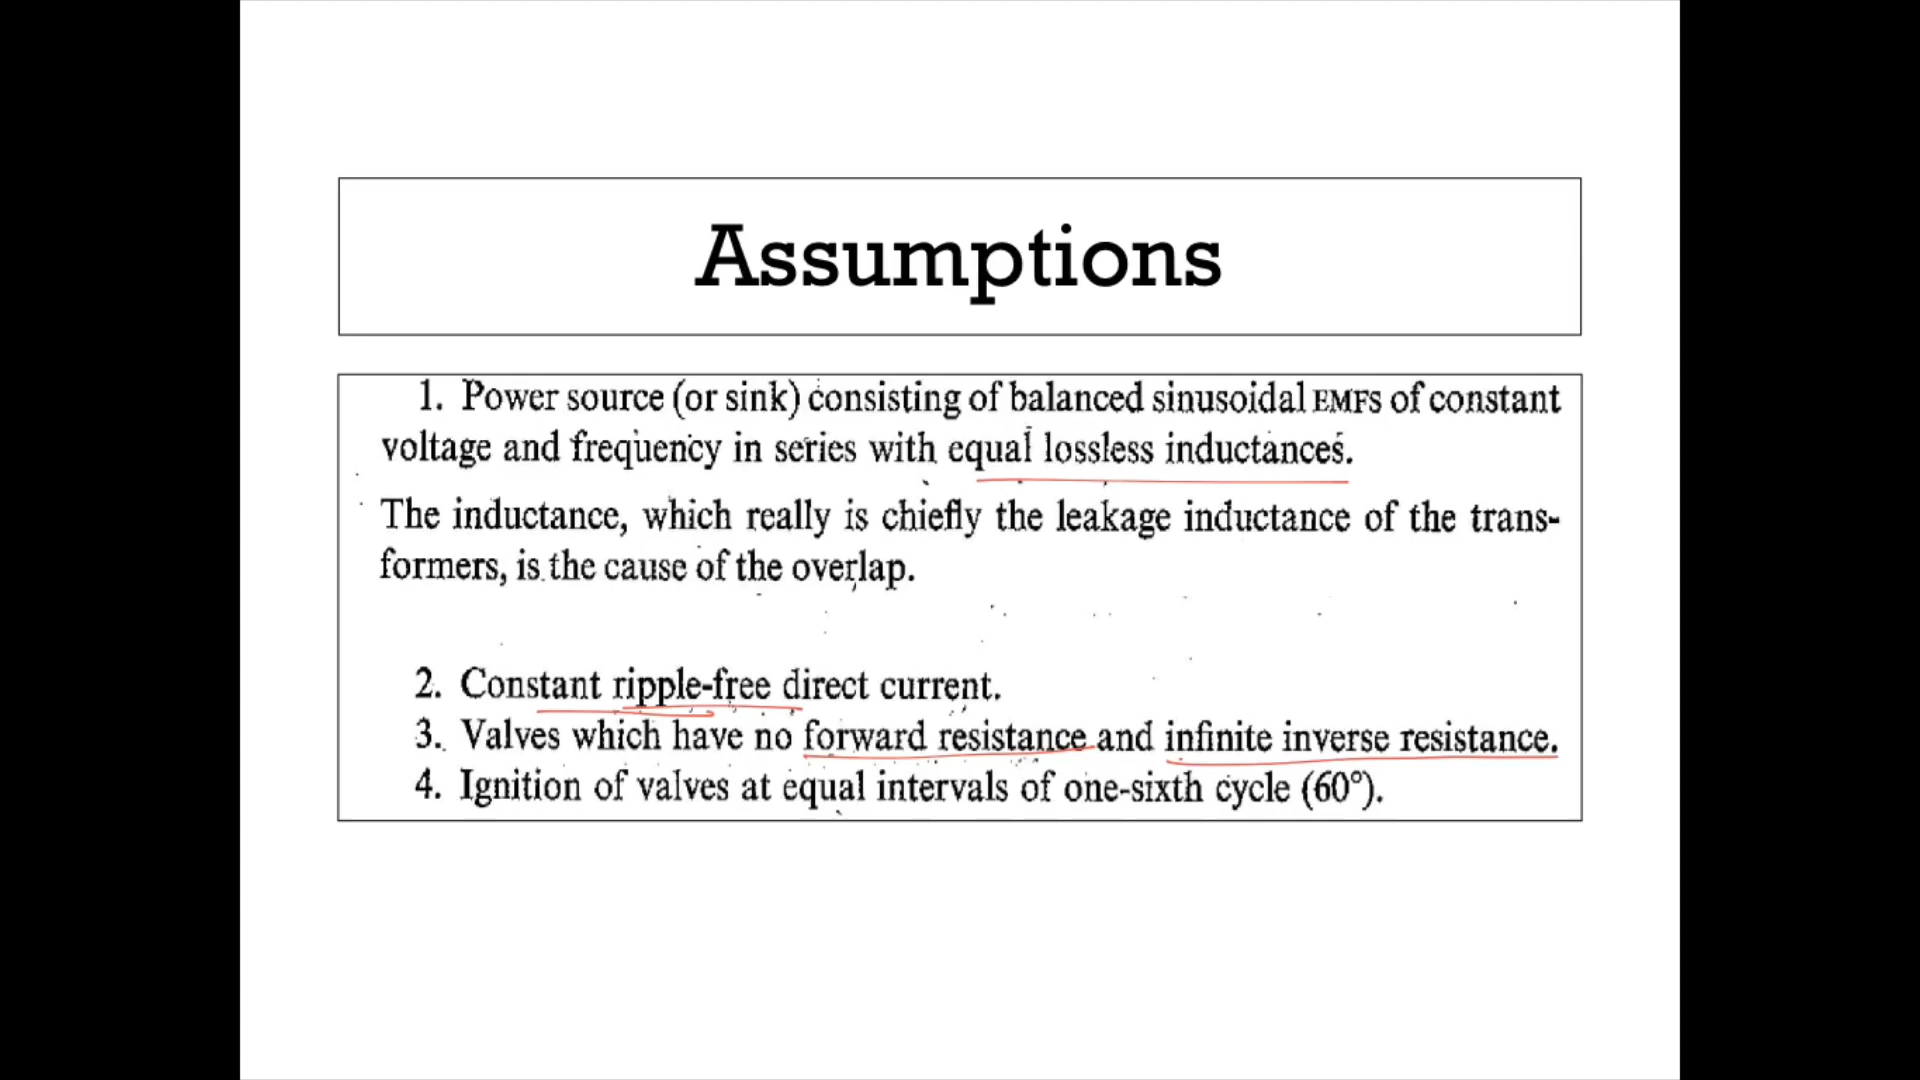 Assumptions
1. Power source (or sink) consisting of balanced sinusoidal EMFS of constant
voltage and frequency in series with equal lossless inductances.
The inductance, which really is chiefly the leakage inductance of the trans-
formers, is the cause of the overlap.
2. Constant ripple-free direct current.
3. Valves which have no forward resistance and infinite inverse resistance.
4. Ignition of valves at equal intervals of one-sixth cycle (60°).